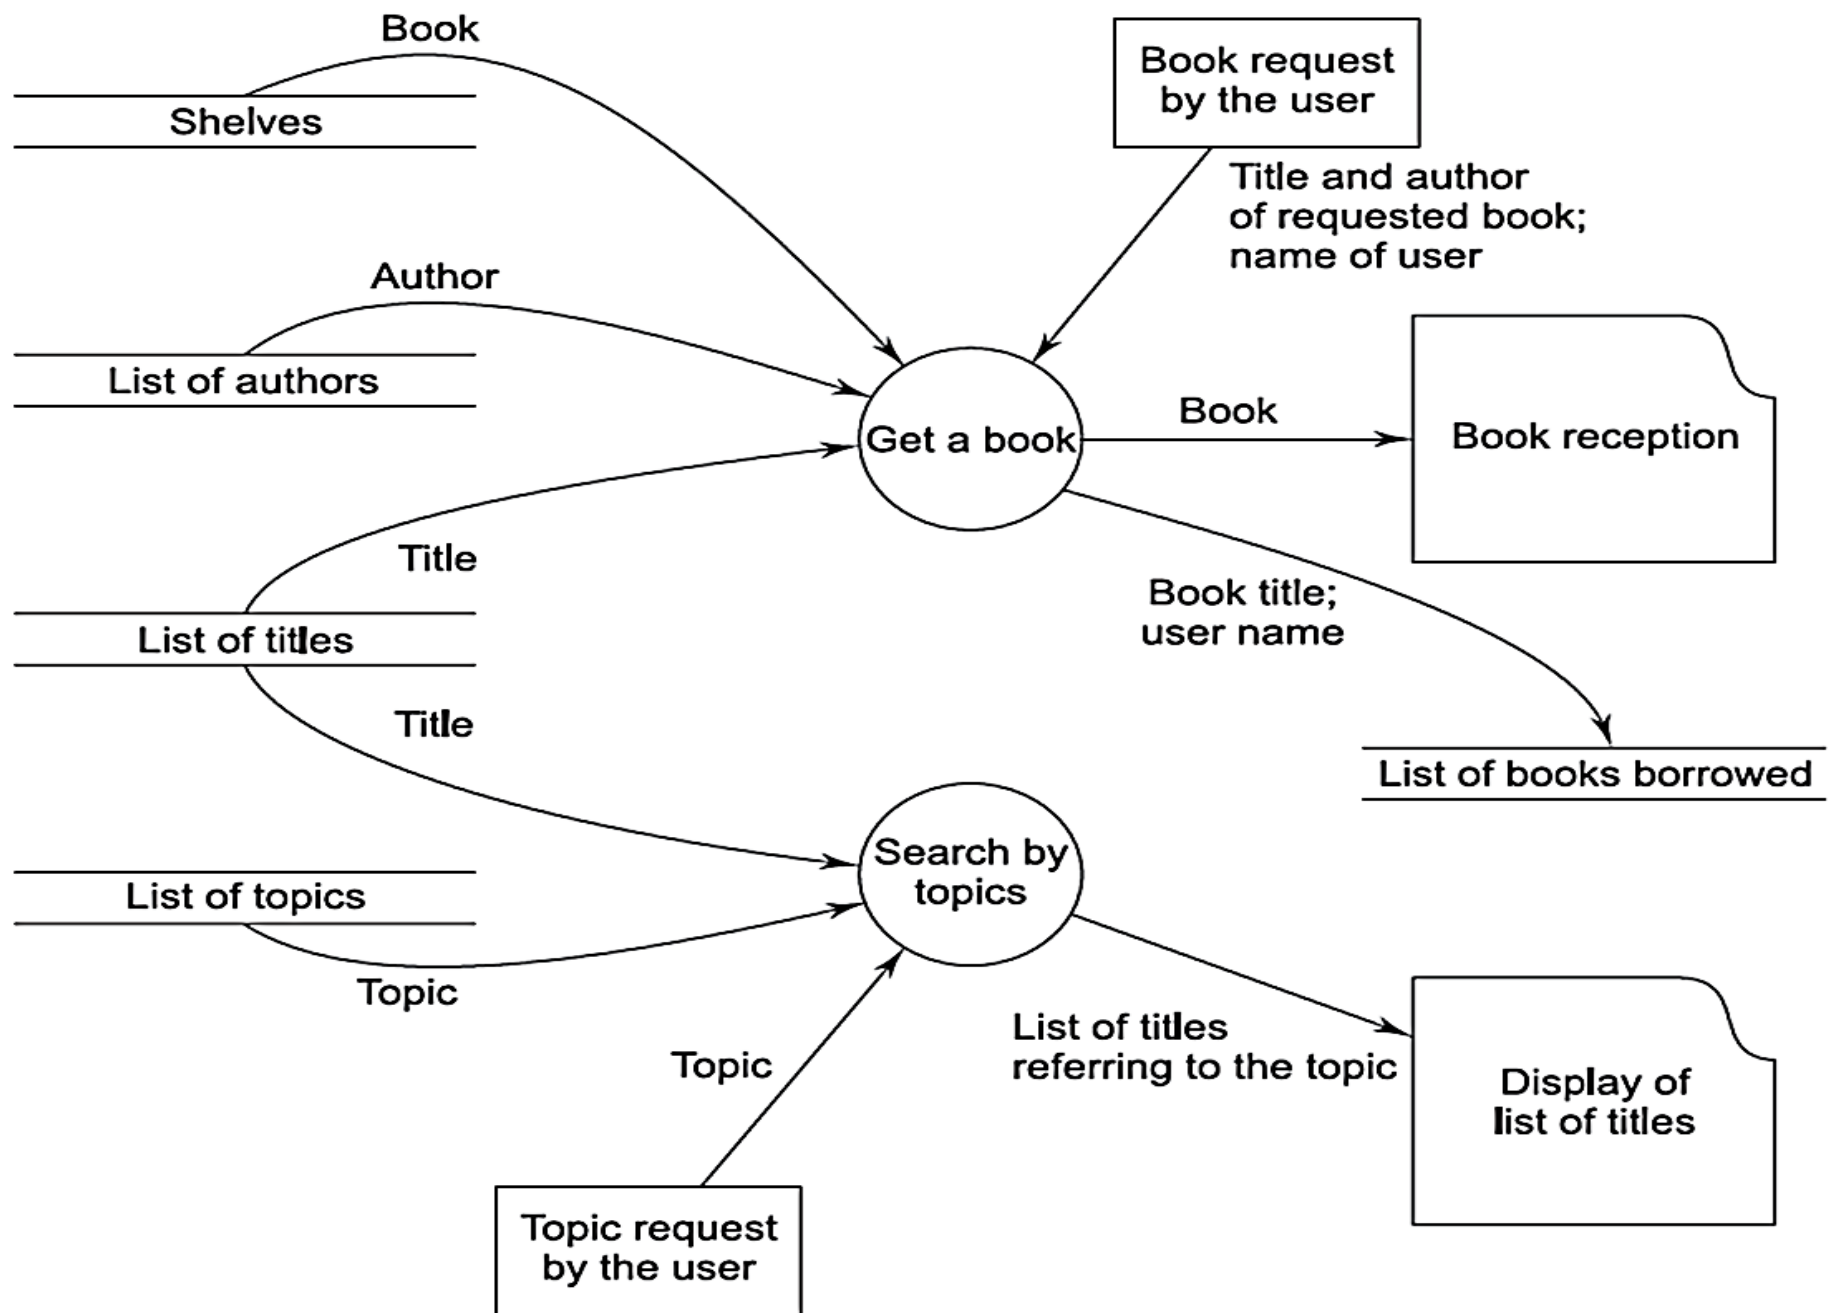 Book
Shelves
Book request
by the user
Title and author
of requested book;
name of user
Author
List of authors
Get a book
Book
Book reception
Title
Book title;
user name
List of titles
Title
List of books borrowed
Search by
topics
List of topics
Topic
List of titles
referring to the topic
Topic
Display of
list of titles
Topic request
by the user